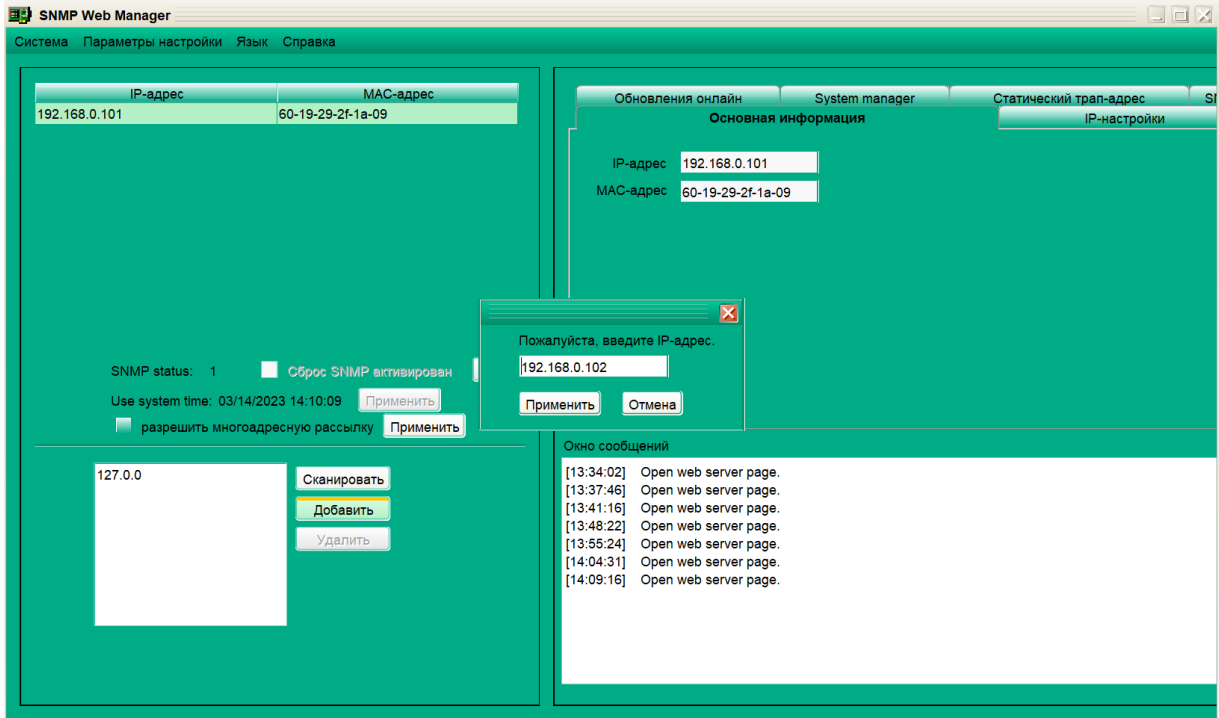 SNMP Web Manager
Система Параметры настройки Язык Справка
IP-адрес MAC-адрес
192.168.0.101 60-19-29-2f-1a-09
Обновления онлайн System manager Статический трап-адрес
Основная информация IP-настройки
IP-адрес 192.168.0.101
MAC-адрес 60-19-29-2f-1a-09
Пожалуйста, введите IP-адрес.
192.168.0.102
Применить Отмена
SNMP status: 1 Сброс SNMP активирован
Use system time: 03/14/2023 14:10:09 Применить
разрешить многоадресную рассылку Применить
127.0.0
Сканировать
Добавить
Удалить
Окно сообщений
[13:34:02] Open web server page.
[13:37:46] Open web server page.
[13:41:16] Open web server page.
[13:48:22] Open web server page.
[13:55:24] Open web server page.
[14:04:31] Open web server page.
[14:09:16] Open web server page.